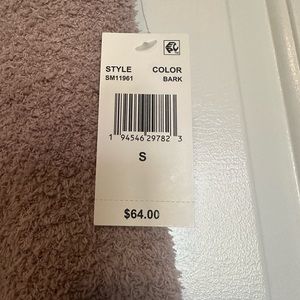 STYLE COLOR
SM11961 BARK
1 94546 29782 3
S
$64.00